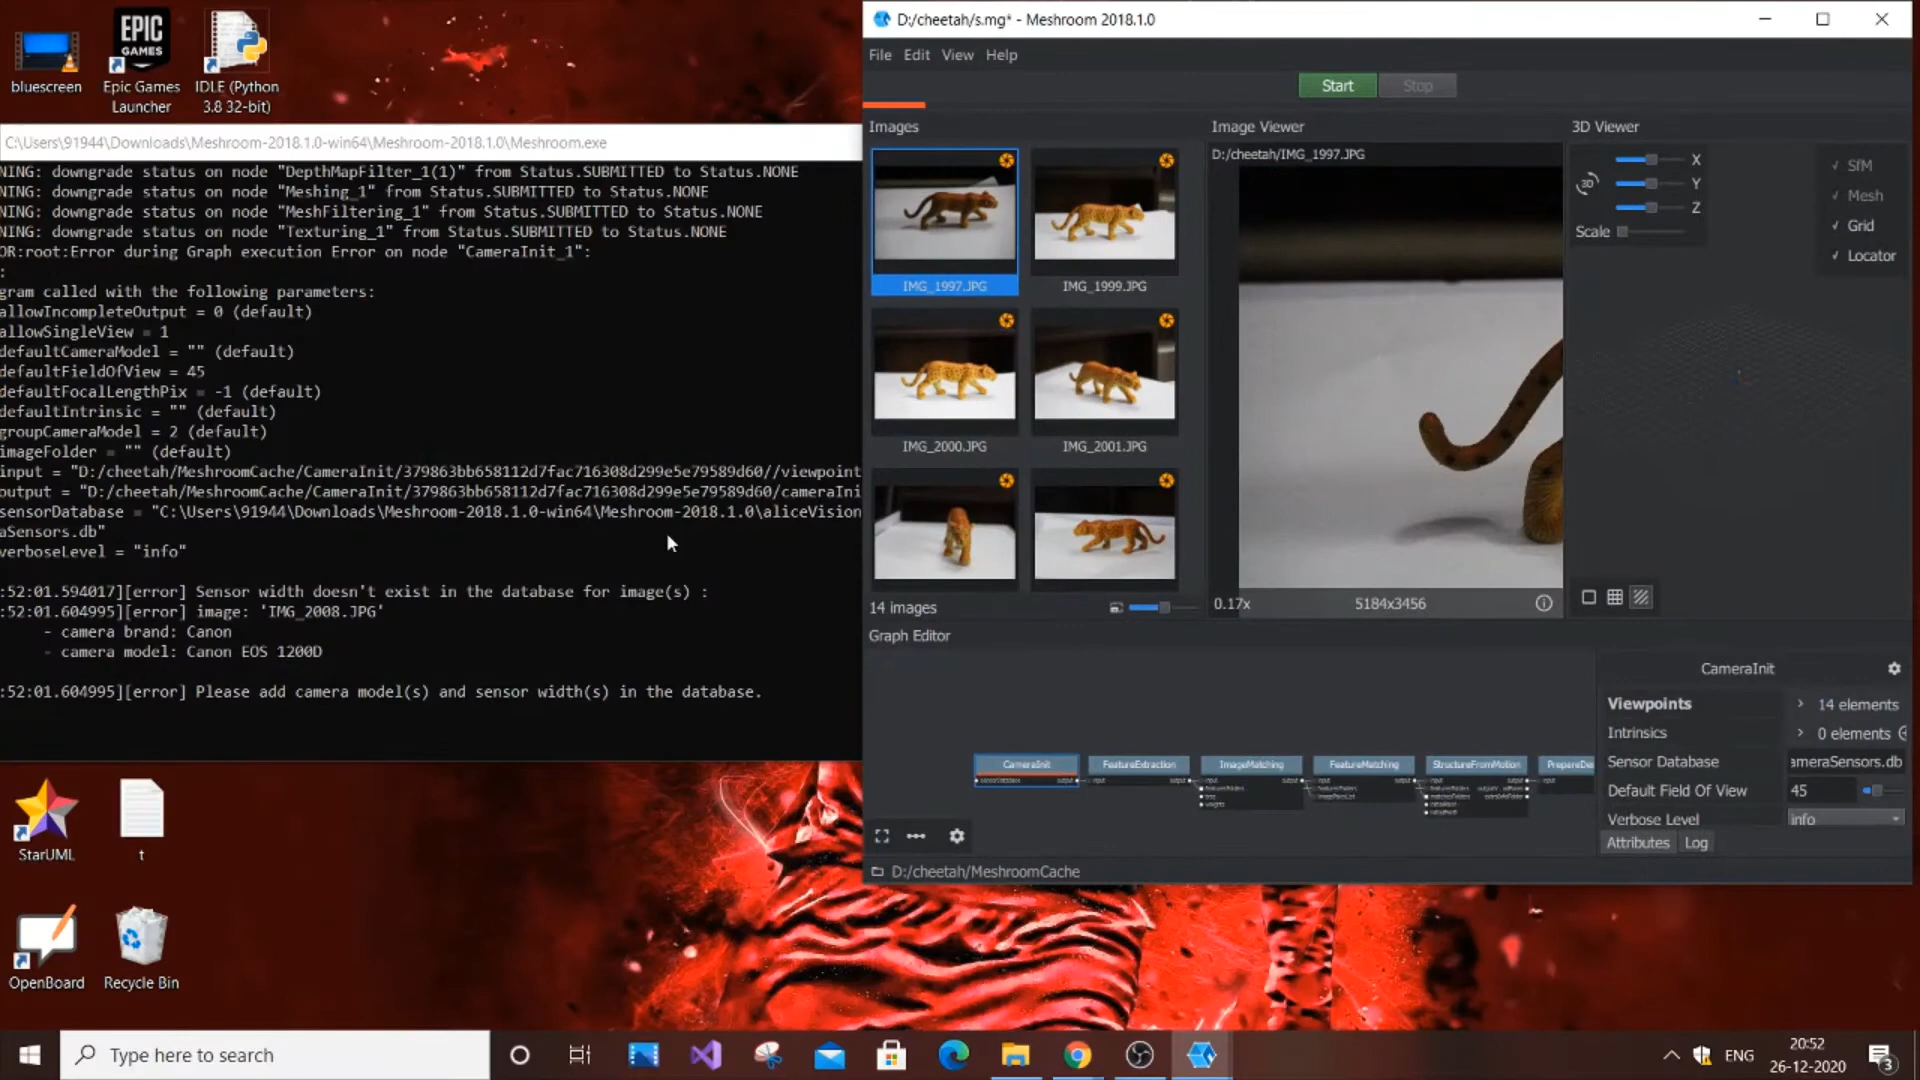 bluescreen
Epic Games
Launcher
IDLE (Python
3.8 32-bit)
EPIC
GAMES
C:\Users\91944\Downloads\Meshroom-2018.1.0-win64\Meshroom-2018.1.0\Meshroom.exe
NING: downgrade status on node "DepthMapFilter_1(1)" from Status.SUBMITTED to Status.NONE
NING: downgrade status on node "Meshing_1" from Status.SUBMITTED to Status.NONE
NING: downgrade status on node "MeshFiltering_1" from Status.SUBMITTED to Status.NONE
NING: downgrade status on node "Texturing_1" from Status.SUBMITTED to Status.NONE
OR:root:Error during Graph execution Error on node "CameraInit_1":
:
gram called with the following parameters:
allowIncompleteOutput = 0 (default)
allowSingleView = 1
defaultCameraModel = "" (default)
defaultFieldOfView = 45
defaultFocalLengthPix = -1 (default)
defaultIntrinsic = "" (default)
groupCameraModel = 2 (default)
imageFolder = "" (default)
input = "D:/cheetah/MeshroomCache/CameraInit/379863bb658112d7fac716308d299e5e79589d60//viewpoint
output = "D:/cheetah/MeshroomCache/CameraInit/379863bb658112d7fac716308d299e5e79589d60/cameraIni
sensorDatabase = "C:\Users\91944\Downloads\Meshroom-2018.1.0-win64\Meshroom-2018.1.0\aliceVision
aSensors.db"
verboseLevel = "info"
:52:01.594017][error] Sensor width doesn't exist in the database for image(s) :
:52:01.604995][error] image: 'IMG_2008.JPG'
- camera brand: Canon
- camera model: Canon EOS 1200D
:52:01.604995][error] Please add camera model(s) and sensor width(s) in the database.
D:/cheetah/s.mg* - Meshroom 2018.1.0
File Edit View Help
Start Stop
Images
IMG_1997.JPG IMG_1999.JPG
IMG_2000.JPG IMG_2001.JPG
14 images
Image Viewer
D:/cheetah/IMG_1997.JPG
0.17x 5184x3456
3D Viewer
3D
X
Y
Z
Scale
SfM
Mesh
Grid
Locator
Graph Editor
CameraInit FeatureExtraction ImageMatching FeatureMatching StructureFromMotion PrepareDe
D:/cheetah/MeshroomCache
CameraInit
Viewpoints 14 elements
Intrinsics 0 elements
Sensor Database ameraSensors.db
Default Field Of View 45
Verbose Level info
Attributes Log
StarUML
t
OpenBoard
Recycle Bin
Type here to search
ENG
20:52
26-12-2020
3